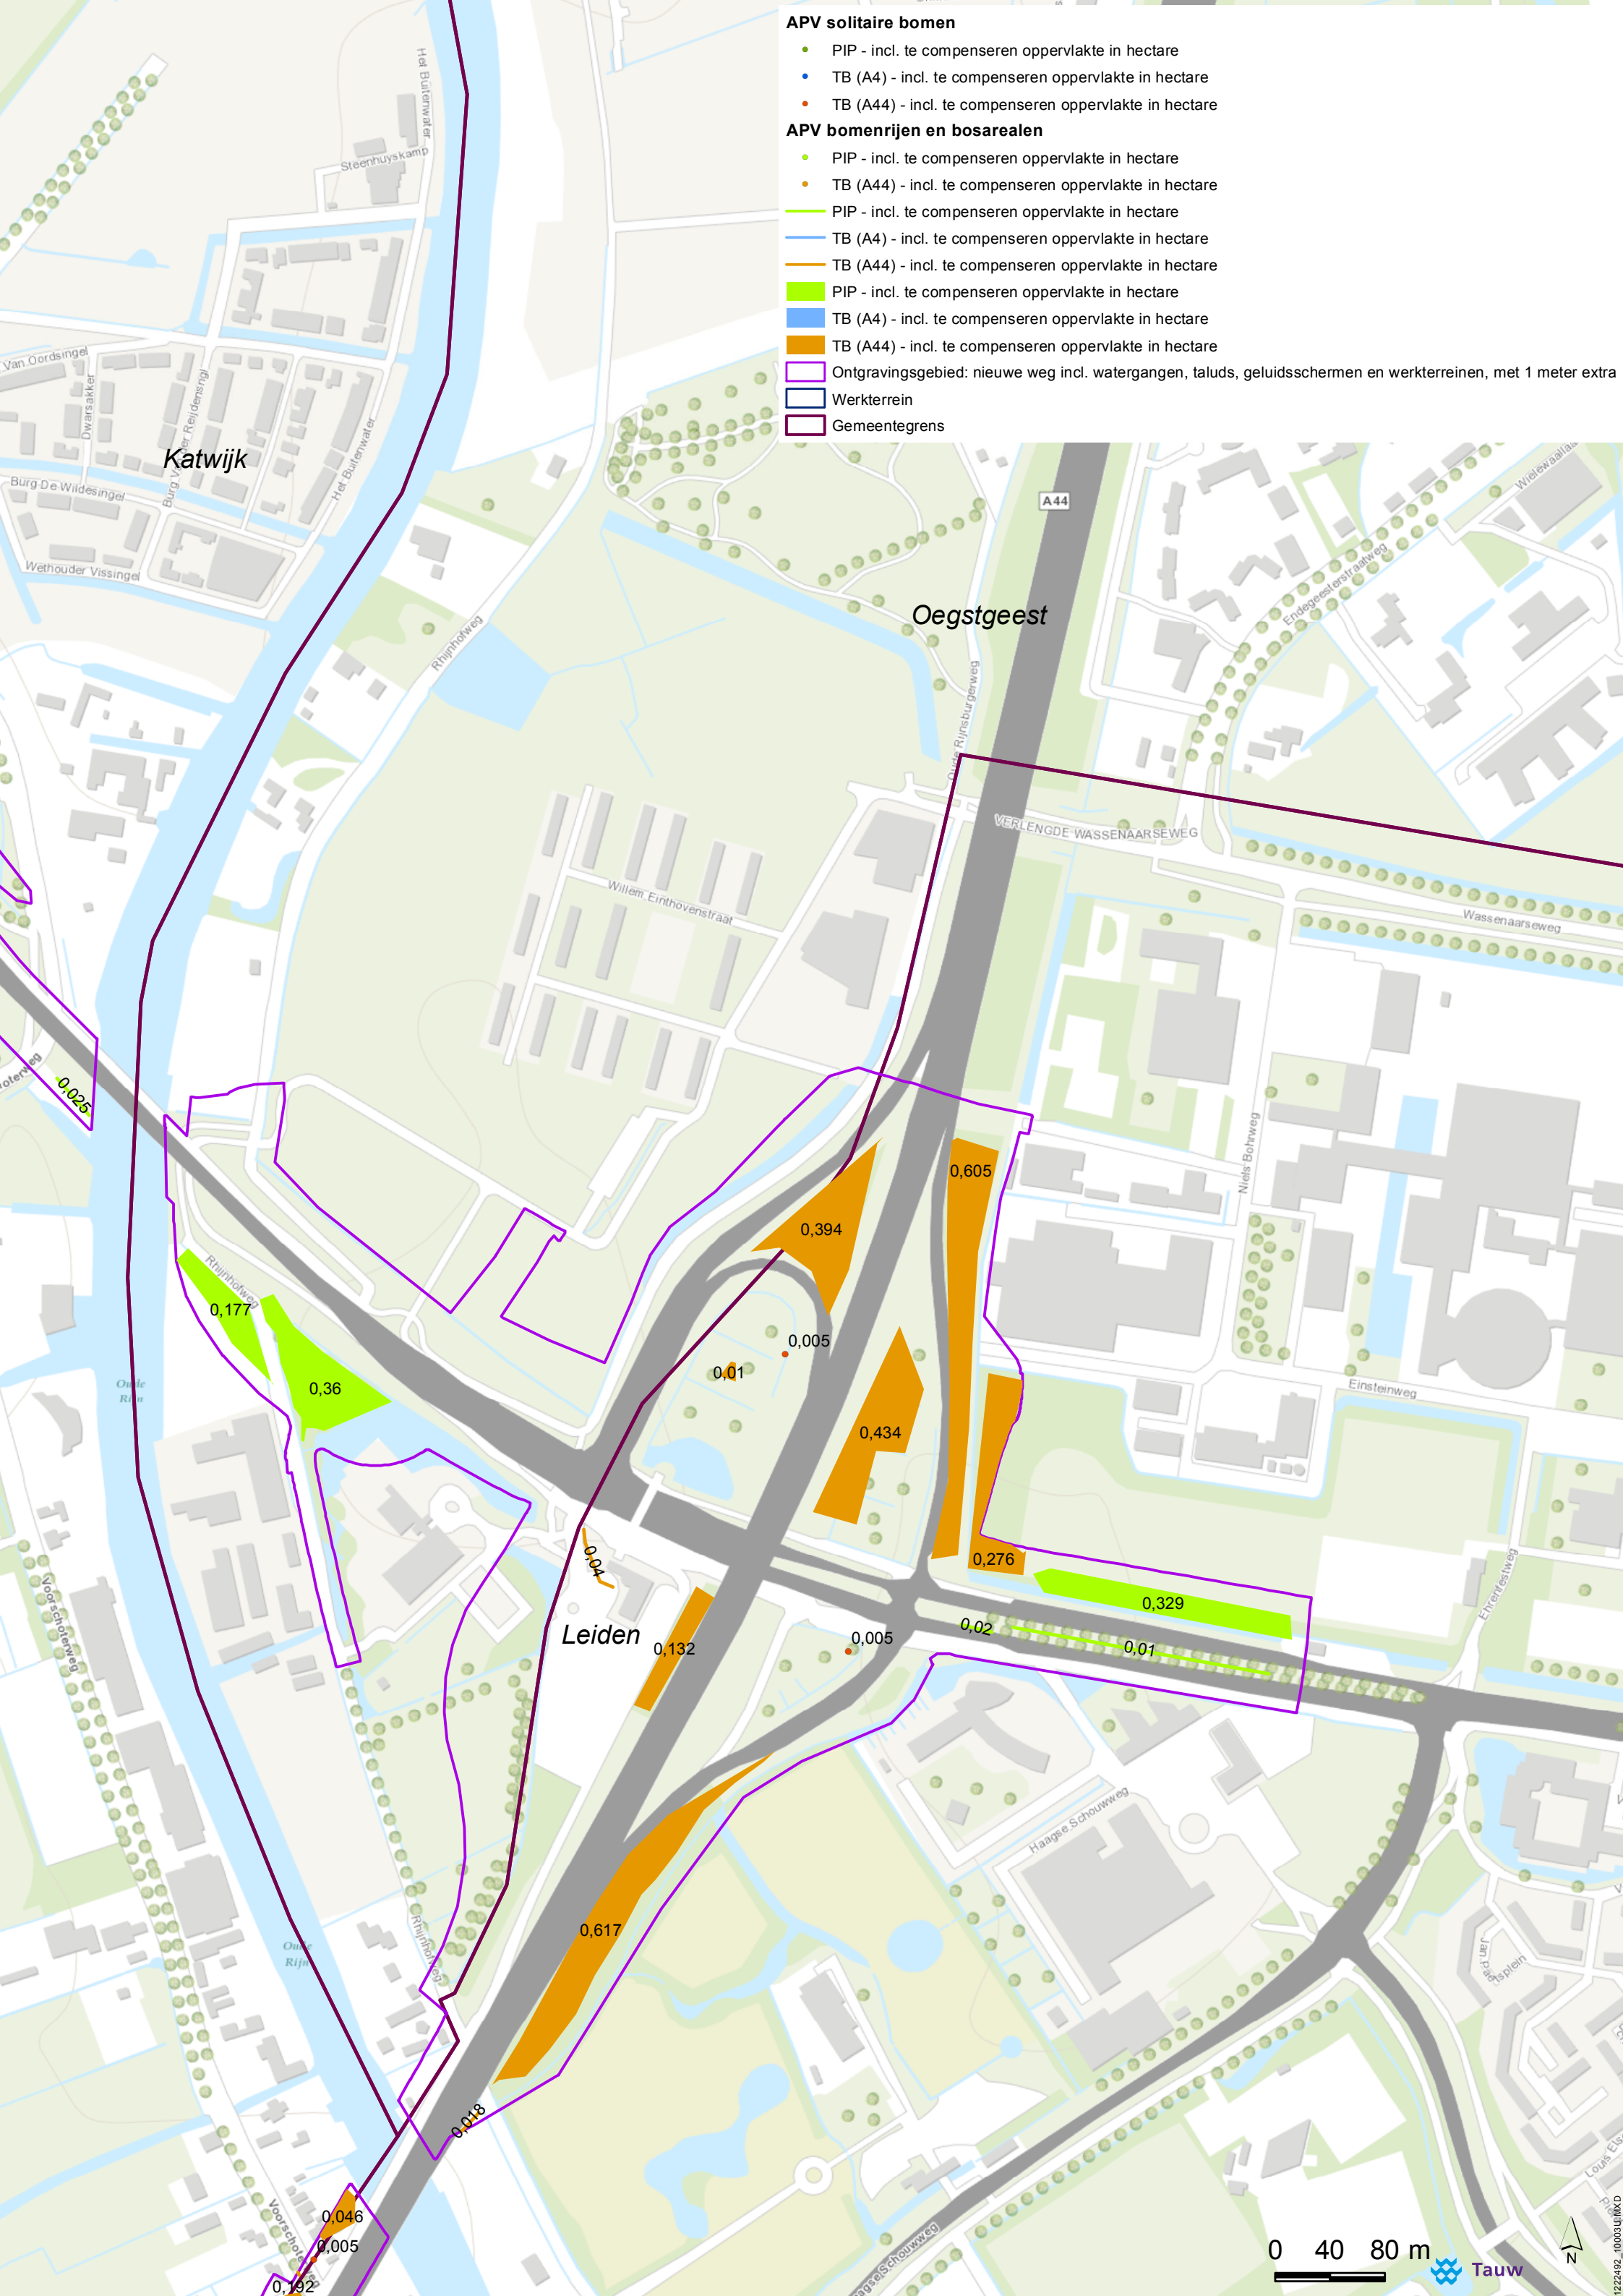 APV solitaire bomen
PIP - incl. te compenseren oppervlakte in hectare
TB (A4) - incl. te compenseren oppervlakte in hectare
TB (A44) - incl. te compenseren oppervlakte in hectare
APV bomenrijen en bosarealen
PIP - incl. te compenseren oppervlakte in hectare
TB (A44) - incl. te compenseren oppervlakte in hectare
PIP - incl. te compenseren oppervlakte in hectare
TB (A4) - incl. te compenseren oppervlakte in hectare
TB (A44) - incl. te compenseren oppervlakte in hectare
PIP - incl. te compenseren oppervlakte in hectare
TB (A4) - incl. te compenseren oppervlakte in hectare
TB (A44) - incl. te compenseren oppervlakte in hectare
Ontgravingsgebied: nieuwe weg incl. watergangen, taluds, geluidsschermen en werkterreinen, met 1 meter extra
Werkterrein
Gemeentegrens
Het Buitenwater
Steenhuyskamp
Van Oordsingel
Dwarsakker
Het Buitenwater
Katwijk
Burg De Wildesingel
Wethouder Vissingel
A44
Endegeesterstraatweg
Oegstgeest
Rhijnhofweg
Oude Rijnsburgerweg
VERLENGDE WASSENAARSEWEG
Wassenaarseweg
Willem Einthovenstraat
0,025
Niels Bohrweg
0,605
0,394
Rhijnhofweg
0,177
0,005
0,01
0,36
Oude
Rijn
Einsteinweg
0,434
0,04
0,276
Ehrenfestweg
0,329
Voorschoterweg
Leiden
0,132
0,005
0,02
0,01
Haagse Schouwweg
0,617
Rhijnhofweg
Oude
Rijn
0,018
0,046
0,005
0,192
0 40 80 m
Tauw
N